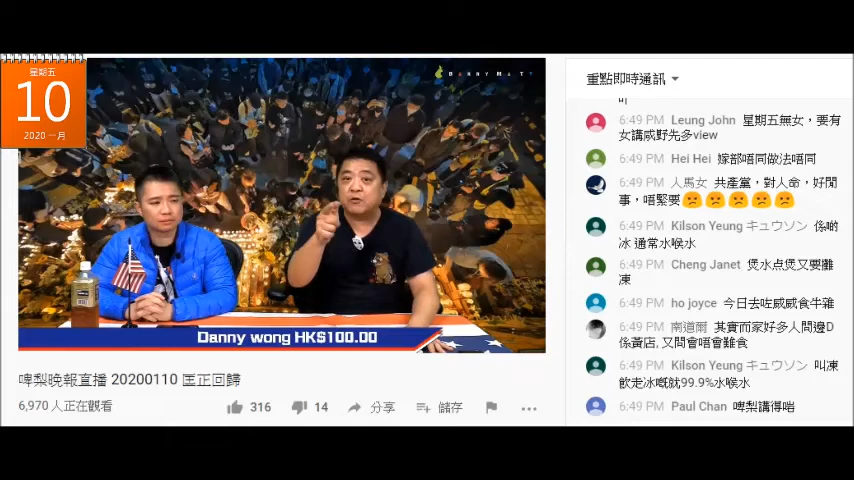 星期五
10
2020 一月
DANNY MATT
Danny wong HK$100.00
啤梨晚報直播 20200110 匡正回歸
6,970 人正在觀看
316
14
分享
儲存
重點即時通訊
6:49 PM Leung John 星期五無女，要有
女講咸野先多view
6:49 PM Hei Hei 嫁部唔同做法唔同
6:49 PM 人馬女 共產黨，對人命，好閒
事，唔緊要
6:49 PM Kilson Yeung キュウソン 係啲
冰 通常水喉水
6:49 PM Cheng Janet 煲水点煲又要離
凍
6:49 PM ho joyce 今日去咗威威食牛雜
6:49 PM 南道爾 其實而家好多人問邊D
係黃店, 又問會唔會難食
6:49 PM Kilson Yeung キュウソン 叫凍
飲走冰嘅就99.9%水喉水
6:49 PM Paul Chan 啤梨講得啱